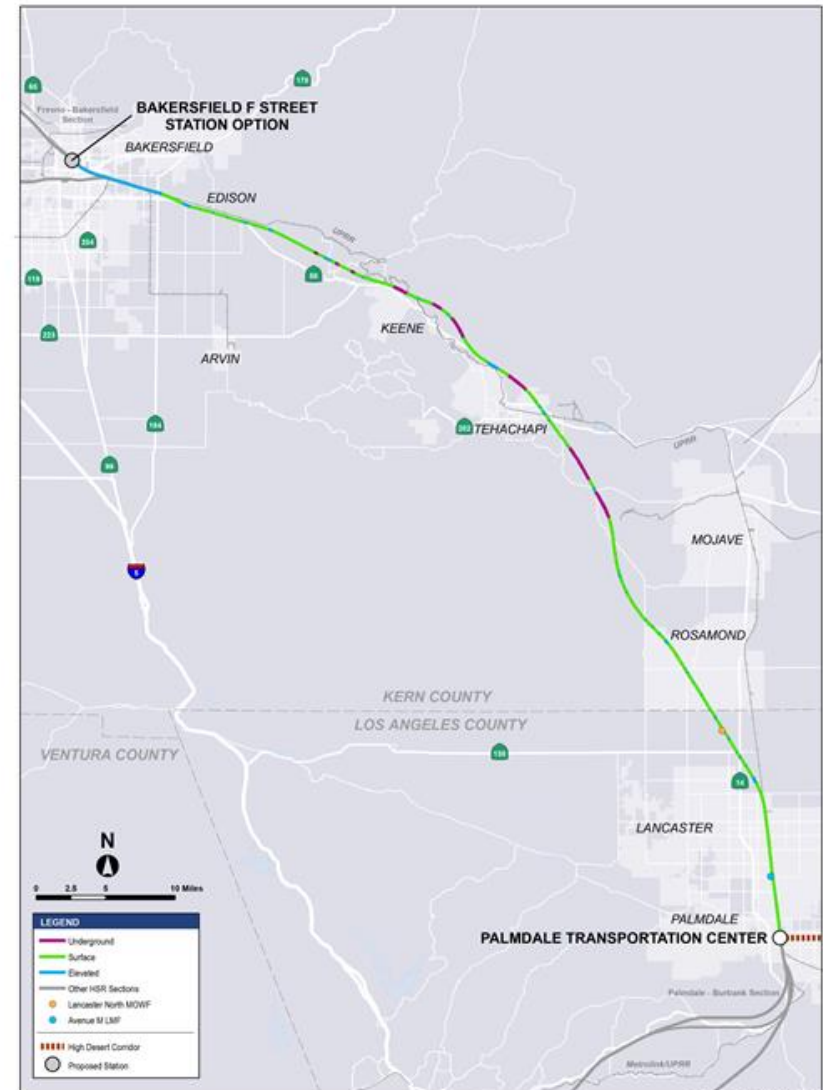 65
178
Fresno - Bakersfield
Section
BAKERSFIELD F STREET
STATION OPTION
BAKERSFIELD
EDISON
UPRR
204
119
58
223
KEENE
ARVIN
184
202
TEHACHAPI
UPRR
99
MOJAVE
5
ROSAMOND
KERN COUNTY
LOS ANGELES COUNTY
VENTURA COUNTY
138
14
LANCASTER
N
0 2.5 5 10 Miles
PALMDALE
PALMDALE TRANSPORTATION CENTER
LEGEND
Underground
Surface
Elevated
Other HSR Sections
Lancaster North MOWF
Avenue M LMF
High Desert Corridor
Proposed Station
Palmdale - Burbank Section
Metrolink/UPRR